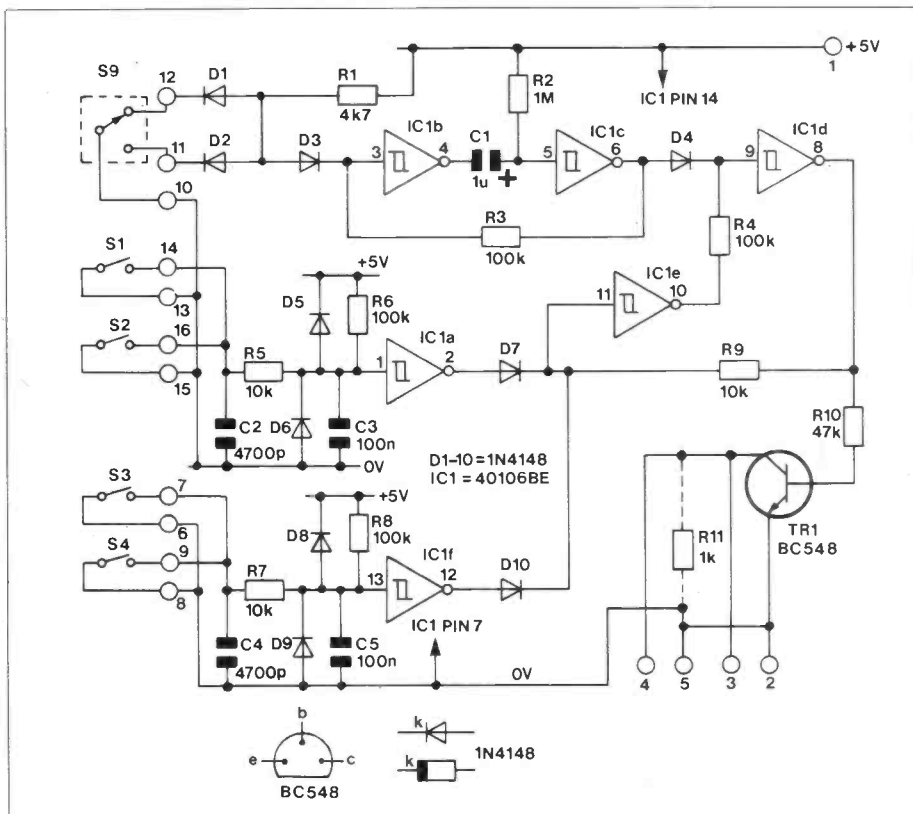 S9
12
D1
R1
4k7
R2
1M
+5V
1
IC1 PIN 14
11
D2
D3
3
IC1b
4
C1
1u
+
5
IC1c
6
D4
9
IC1d
8
10
R3
100k
R4
100k
S1
14
13
+5V
D5
R6
100k
IC1e
11
10
S2
16
15
R5
10k
1
IC1a
2
D7
R9
10k
C2
4700p
D6
C3
100n
R10
47k
0V
D1-10 = 1N4148
IC1 = 40106BE
S3
7
6
+5V
D8
R8
100k
R11
1k
TR1
BC548
S4
9
8
R7
10k
13
IC1f
12
D10
C4
4700p
D9
C5
100n
IC1 PIN 7
0V
4
5
3
2
b
e
c
BC548
k
k
1N4148